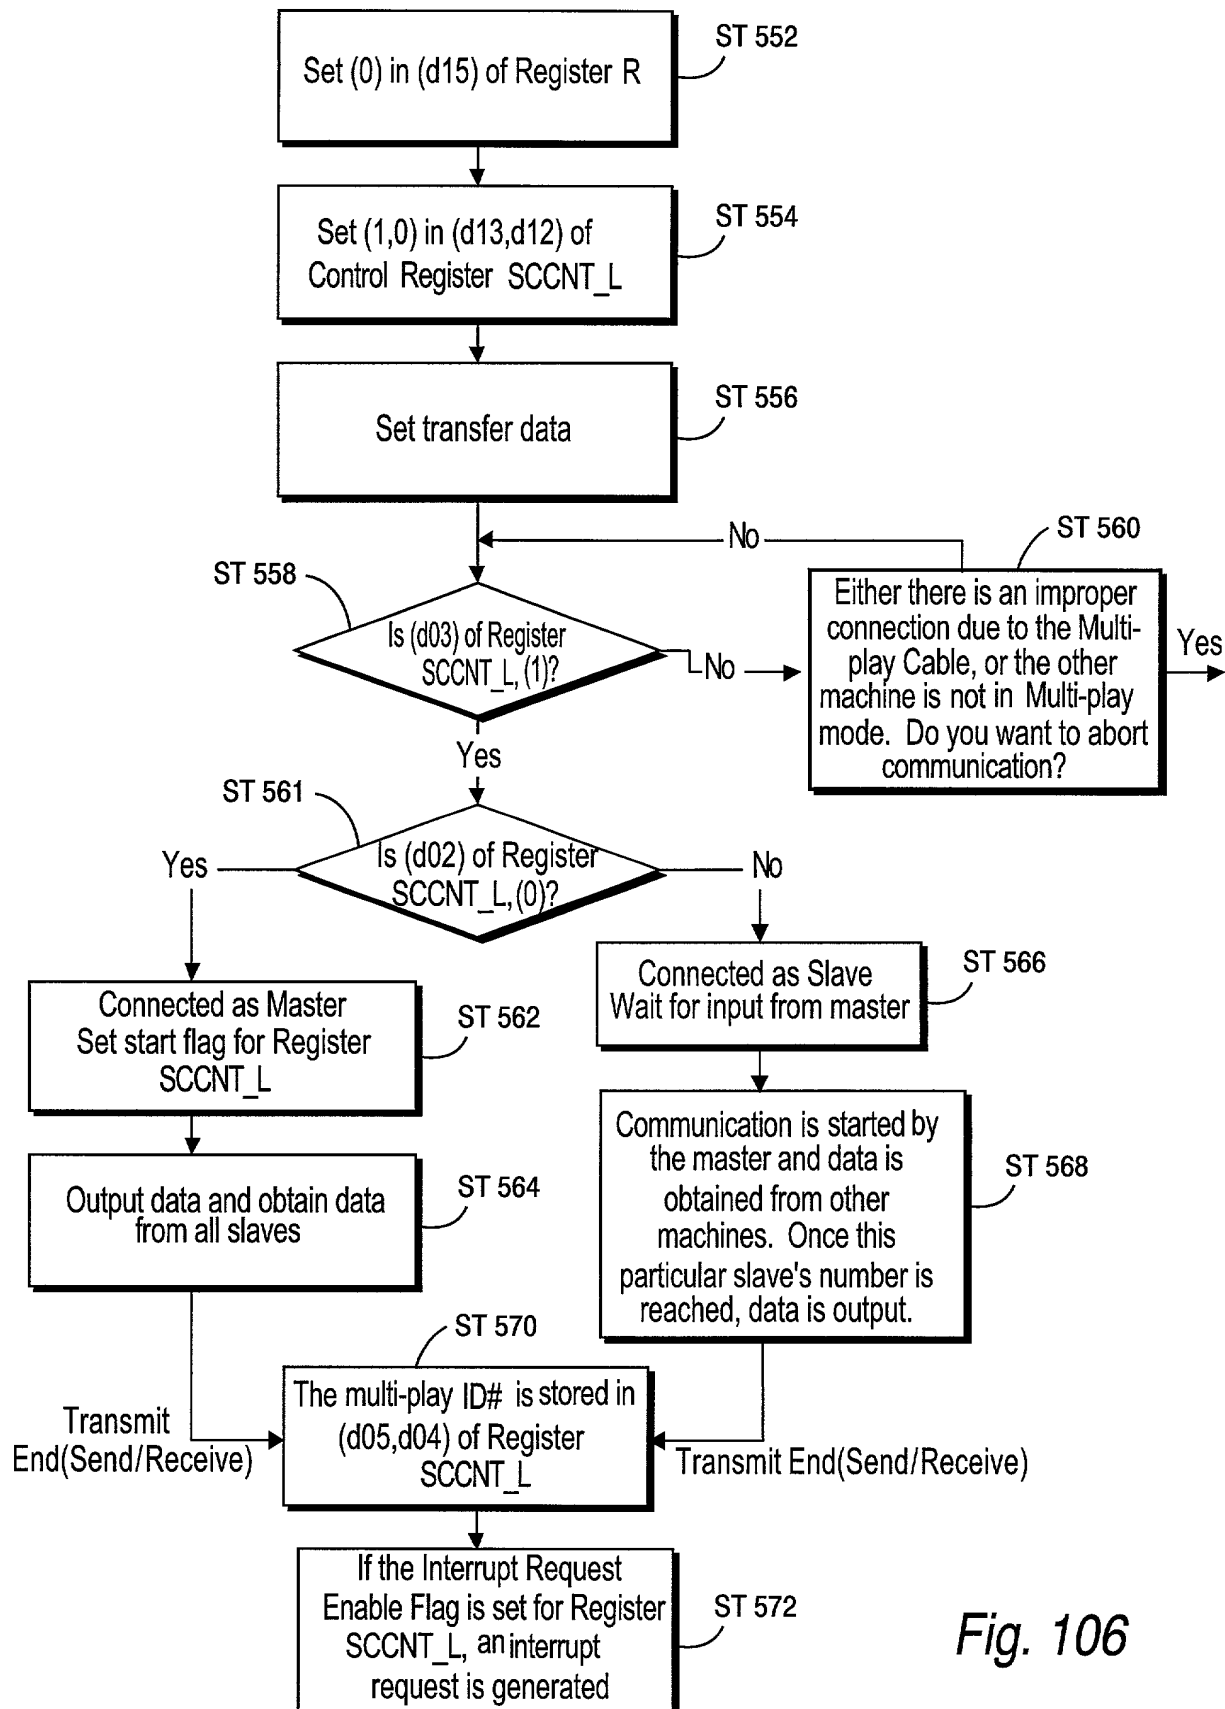 Set (0) in (d15) of Register R
ST 552
Set (1,0) in (d13,d12) of
Control Register SCCNT_L
ST 554
Set transfer data
ST 556
No
ST 560
Either there is an improper
connection due to the Multi-
play Cable, or the other
machine is not in Multi-play
mode. Do you want to abort
communication?
Yes
ST 558
Is (d03) of Register
SCCNT_L, (1)?
No
Yes
ST 561
Is (d02) of Register
SCCNT_L, (0)?
Yes
No
Connected as Master
Set start flag for Register
SCCNT_L
ST 562
Connected as Slave
Wait for input from master
ST 566
Output data and obtain data
from all slaves
ST 564
Communication is started by
the master and data is
obtained from other
machines. Once this
particular slave's number is
reached, data is output.
ST 568
ST 570
The multi-play ID# is stored in
(d05,d04) of Register
SCCNT_L
Transmit
End(Send/Receive)
Transmit End(Send/Receive)
If the Interrupt Request
Enable Flag is set for Register
SCCNT_L, an interrupt
request is generated
ST 572
Fig. 106